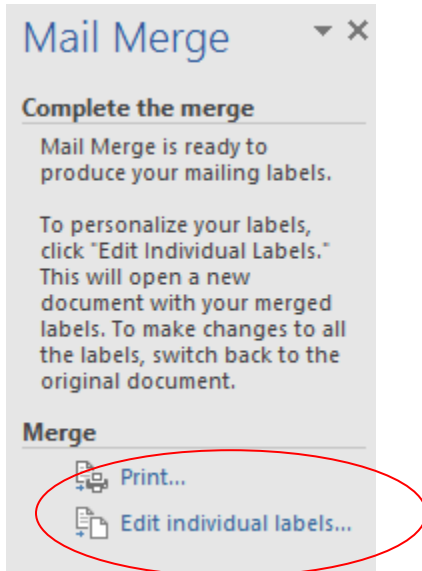 Mail Merge
Complete the merge
Mail Merge is ready to
produce your mailing labels.
To personalize your labels,
click "Edit Individual Labels."
This will open a new
document with your merged
labels. To make changes to all
the labels, switch back to the
original document.
Merge
Print...
Edit individual labels...